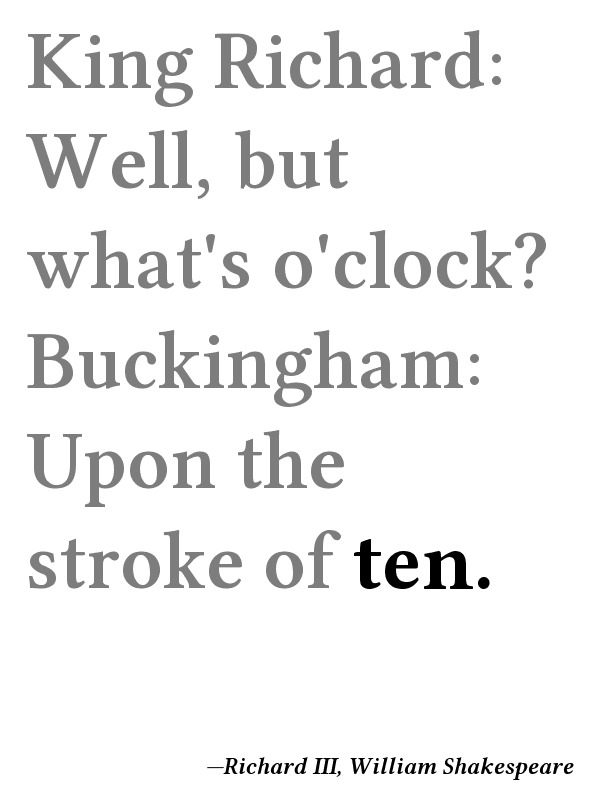 King Richard:
Well, but
what's o'clock?
Buckingham:
Upon the
stroke of ten.
—Richard III, William Shakespeare